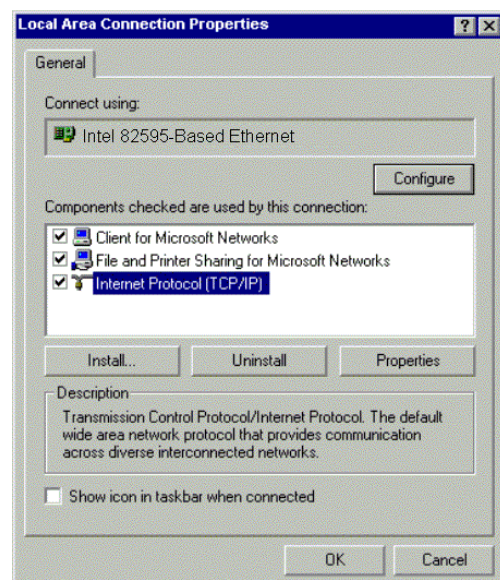 Local Area Connection Properties
General
Connect using:
Intel 82595-Based Ethernet
Configure
Components checked are used by this connection:
Client for Microsoft Networks
File and Printer Sharing for Microsoft Networks
Internet Protocol (TCP/IP)
Install... Uninstall Properties
Description
Transmission Control Protocol/Internet Protocol. The default
wide area network protocol that provides communication
across diverse interconnected networks.
Show icon in taskbar when connected
OK Cancel